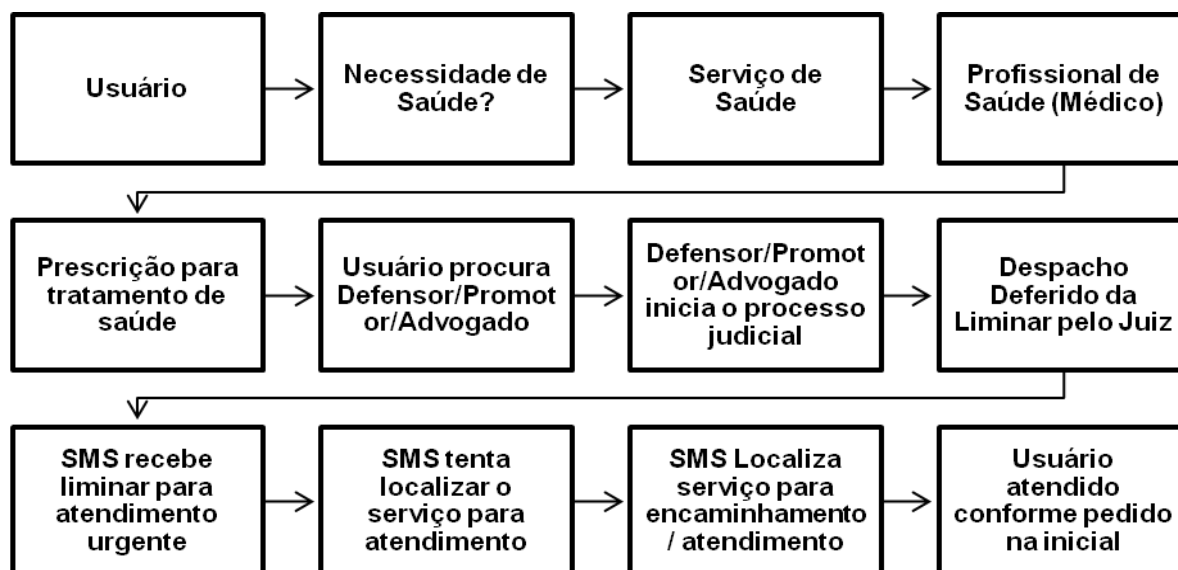 Usuário
Necessidade de
Saúde?
Serviço de
Saúde
Profissional de
Saúde (Médico)
Prescrição para
tratamento de
saúde
Usuário procura
Defensor/Promot
or/Advogado
Defensor/Promot
or/Advogado
inicia o processo
judicial
Despacho
Deferido da
Liminar pelo Juiz
SMS recebe
liminar para
atendimento
urgente
SMS tenta
localizar o
serviço para
atendimento
SMS Localiza
serviço para
encaminhamento
/ atendimento
Usuário
atendido
conforme pedido
na inicial